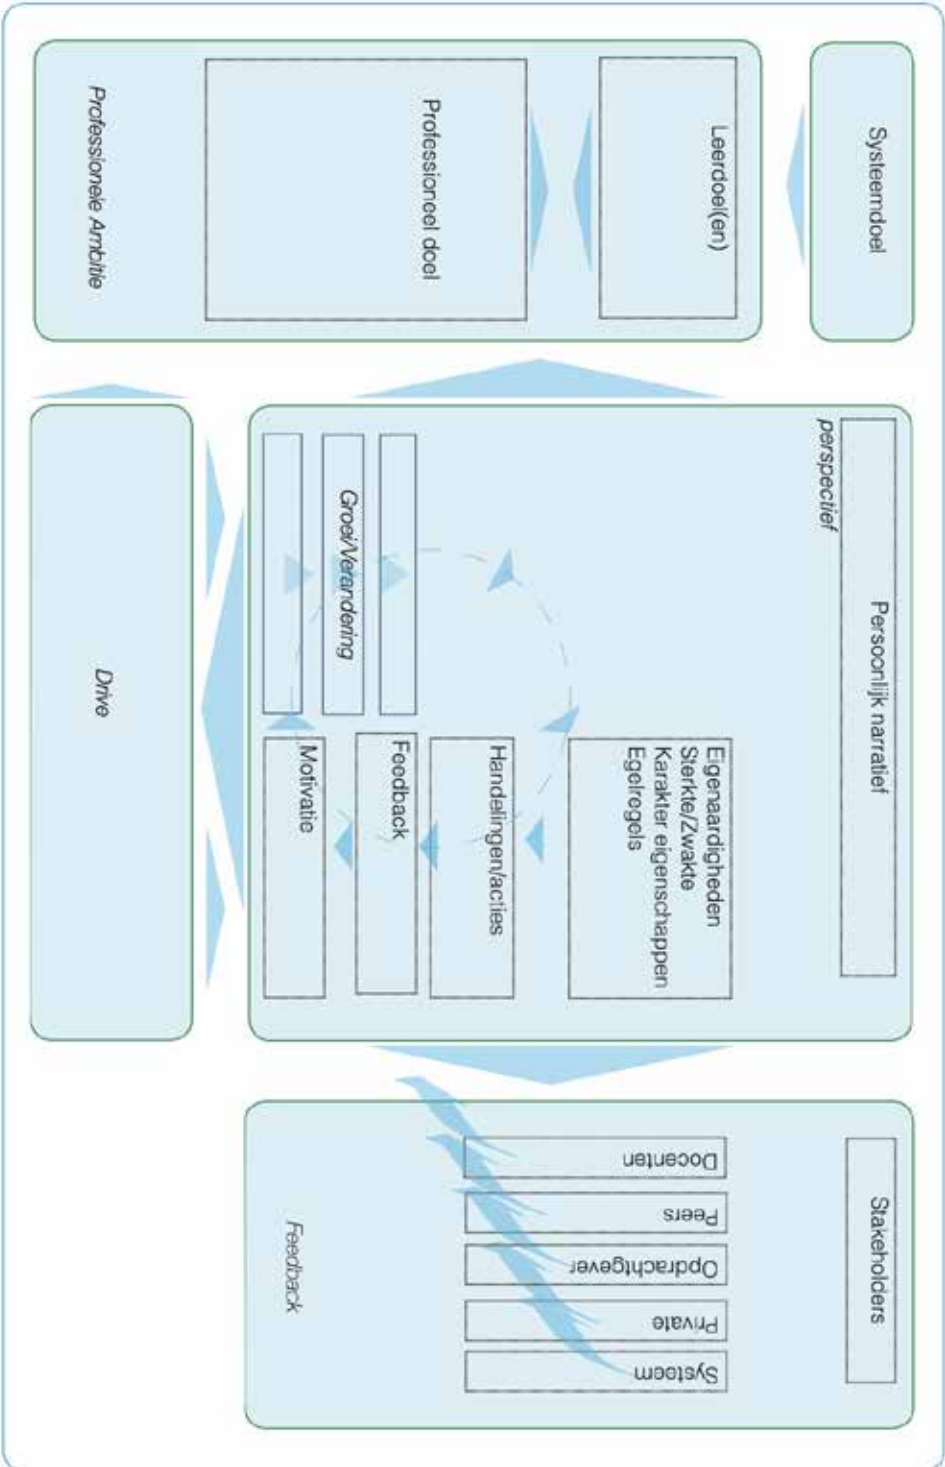 Systeemdoel
Leerdoel(en)
Professioneel doel
Professionele Ambitie
Persoonlijk narratief
perspectief
Eigenaardigheden
Sterkte/Zwakte
Karakter eigenschappen
Egelregels
Handelingen/acties
Feedback
Motivatie
Groei/Verandering
Drive
Stakeholders
Docenten
Peers
Opdrachtgever
Private
Systeem
Feedback